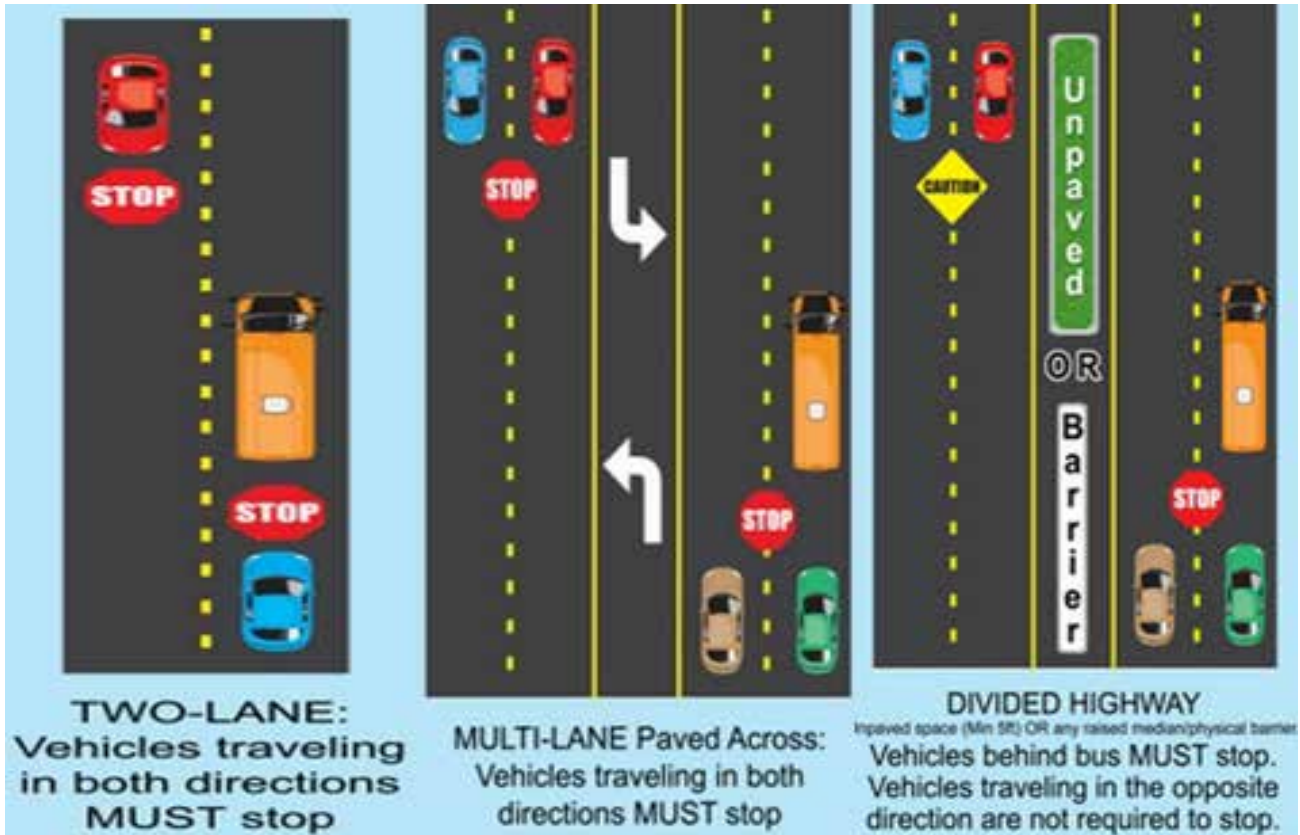 STOP
STOP
TWO-LANE:
Vehicles traveling
in both directions
MUST stop
STOP
STOP
MULTI-LANE Paved Across:
Vehicles traveling in both
directions MUST stop
CAUTION
Unpaved
OR
Barrier
STOP
DIVIDED HIGHWAY
Inpaved space (Min 5ft) OR any raised median/physical barrier
Vehicles behind bus MUST stop.
Vehicles traveling in the opposite
direction are not required to stop.